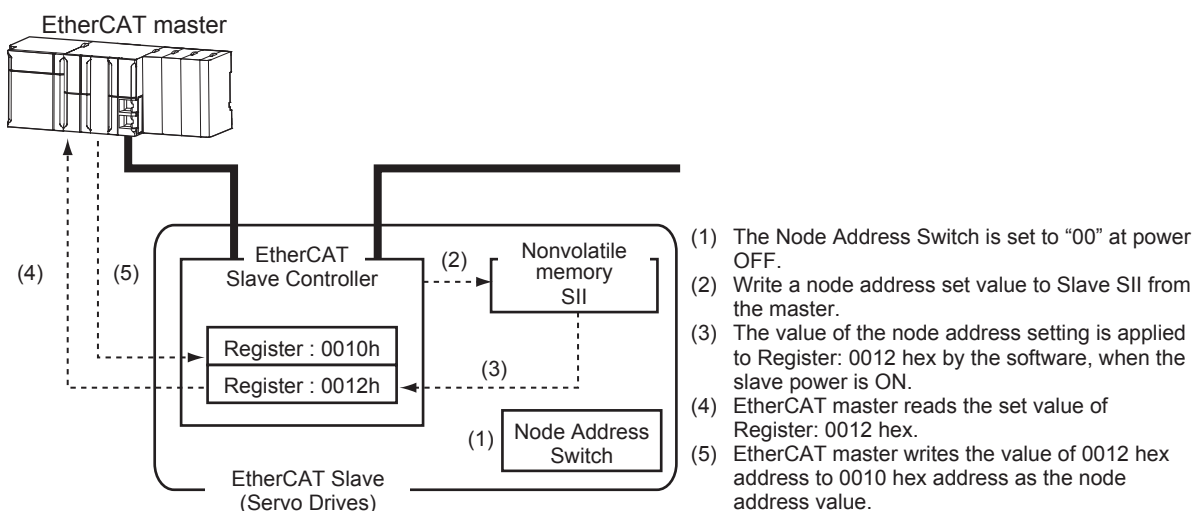 EtherCAT master
(4)
(5)
EtherCAT
Slave Controller
(2)
Nonvolatile
memory
SII
Register : 0010h
Register : 0012h
(3)
(1)
Node Address
Switch
EtherCAT Slave
(Servo Drives)
(1) The Node Address Switch is set to “00” at power
OFF.
(2) Write a node address set value to Slave SII from
the master.
(3) The value of the node address setting is applied
to Register: 0012 hex by the software, when the
slave power is ON.
(4) EtherCAT master reads the set value of
Register: 0012 hex.
(5) EtherCAT master writes the value of 0012 hex
address to 0010 hex address as the node
address value.